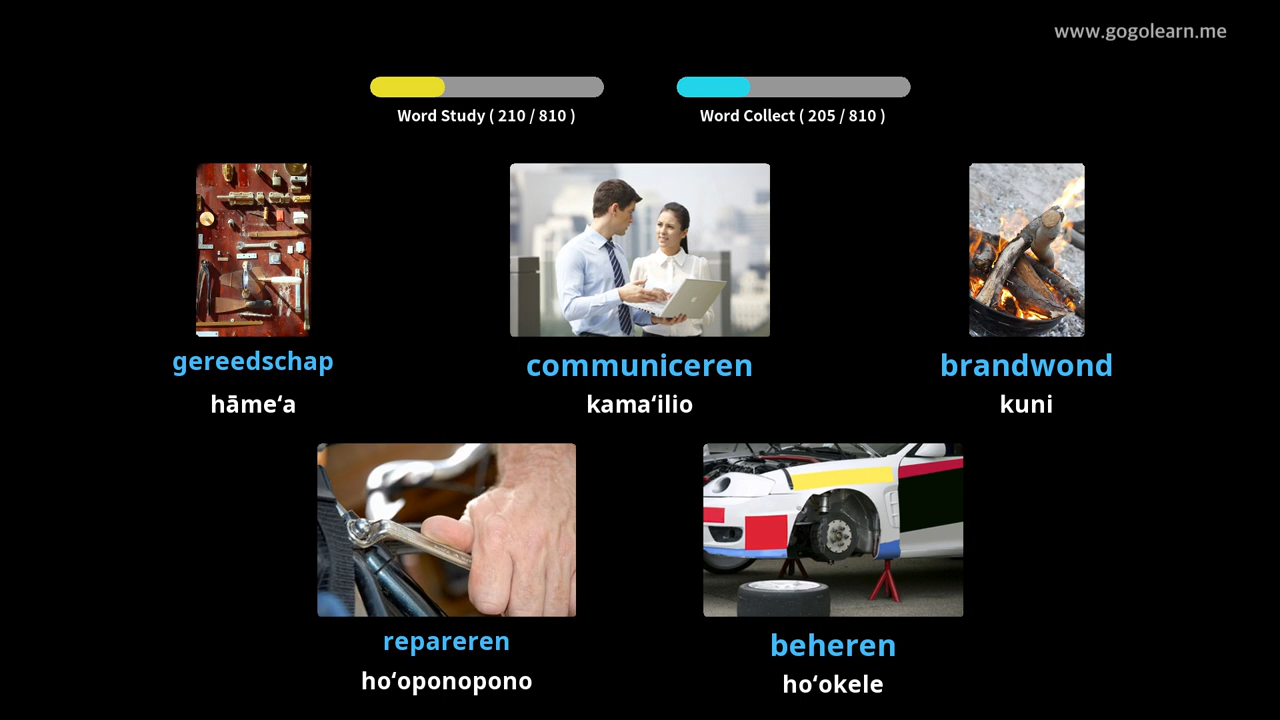 www.gogolearn.me
Word Study ( 210 / 810 )
Word Collect ( 205 / 810 )
gereedschap
hāmeʻa
communiceren
kamaʻilio
brandwond
kuni
repareren
hoʻoponopono
beheren
hoʻokele